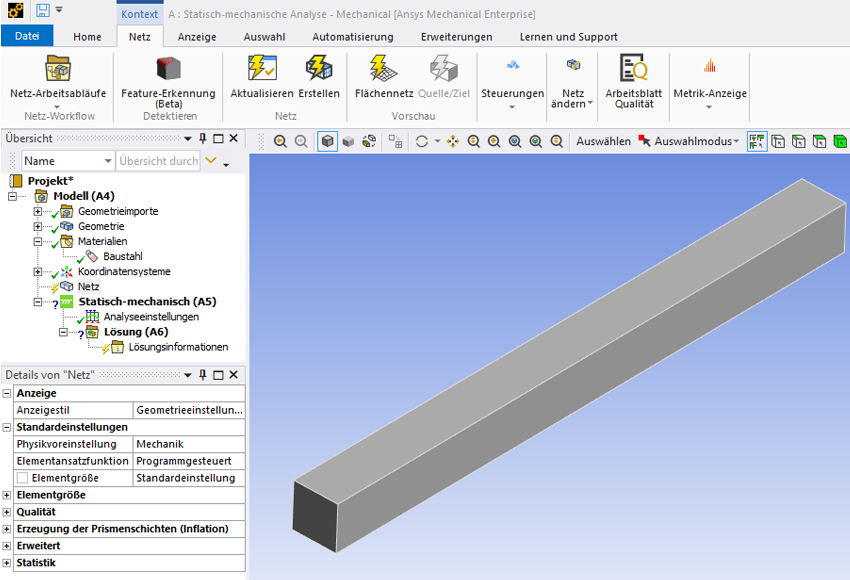 Kontext A : Statisch-mechanische Analyse - Mechanical [Ansys Mechanical Enterprise]
Datei Home Netz Anzeige Auswahl Automatisierung Erweiterungen Lernen und Support
Netz-Arbeitsabläufe Feature-Erkennung (Beta) Aktualisieren Erstellen Flächennetz Quelle/Ziel Steuerungen Netz ändern Arbeitsblatt Qualität Metrik-Anzeige
Netz-Workflow Detektieren Netz Vorschau
Übersicht
Auswählen Auswahlmodus
Name Übersicht durch
Projekt*
Modell (A4)
Geometrieimporte
Geometrie
Materialien
Baustahl
Koordinatensysteme
Netz
Statisch-mechanisch (A5)
Analyseeinstellungen
Lösung (A6)
Lösungsinformationen
Details von "Netz"
Anzeige
Anzeigestil Geometrieeinstellun...
Standardeinstellungen
Physikvoreinstellung Mechanik
Elementansatzfunktion Programmgesteuert
Elementgröße Standardeinstellung
Elementgröße
Qualität
Erzeugung der Prismenschichten (Inflation)
Erweitert
Statistik